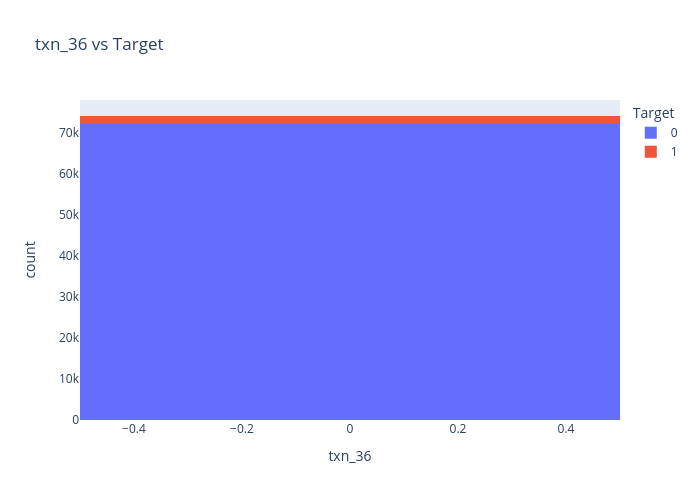 txn_36 vs Target
Target
0
1
70k
60k
50k
40k
30k
20k
10k
0
count
−0.4
−0.2
0
0.2
0.4
txn_36